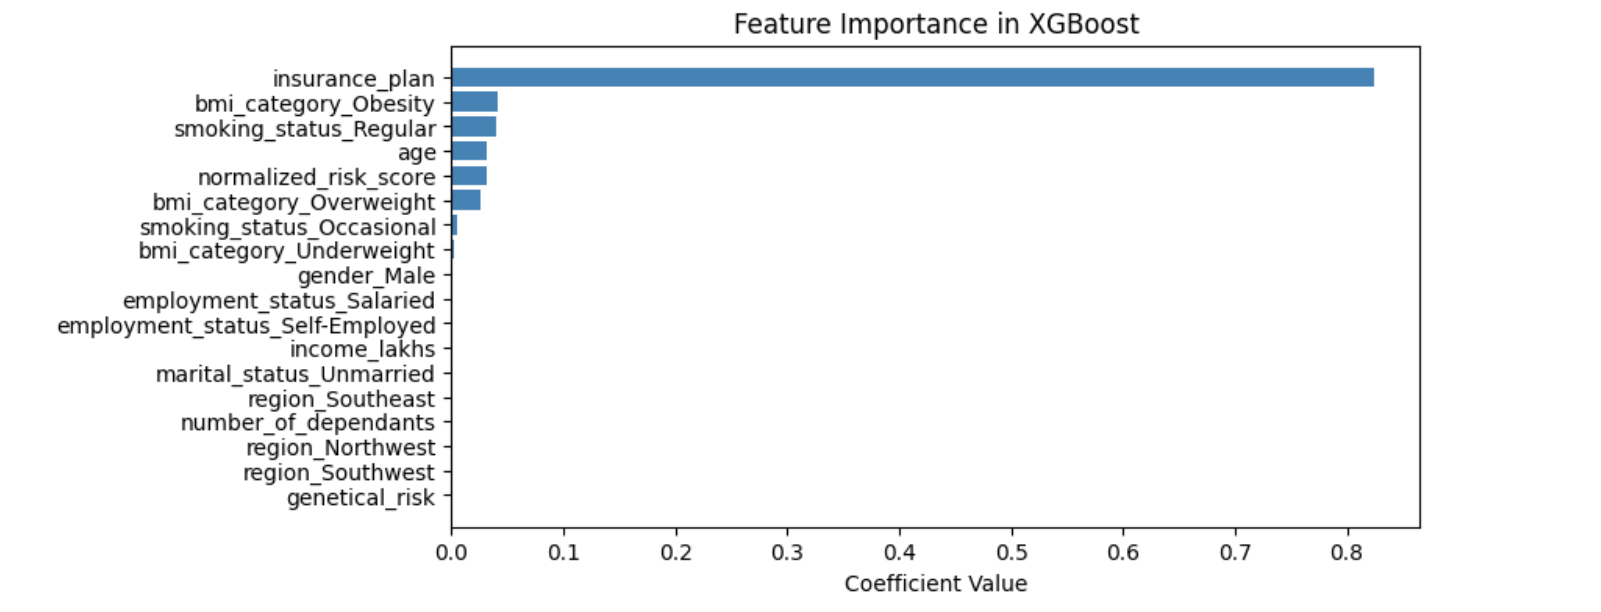 Feature Importance in XGBoost
insurance_plan
bmi_category_Obesity
smoking_status_Regular
age
normalized_risk_score
bmi_category_Overweight
smoking_status_Occasional
bmi_category_Underweight
gender_Male
employment_status_Salaried
employment_status_Self-Employed
income_lakhs
marital_status_Unmarried
region_Southeast
number_of_dependants
region_Northwest
region_Southwest
genetical_risk
0.0 0.1 0.2 0.3 0.4 0.5 0.6 0.7 0.8
Coefficient Value